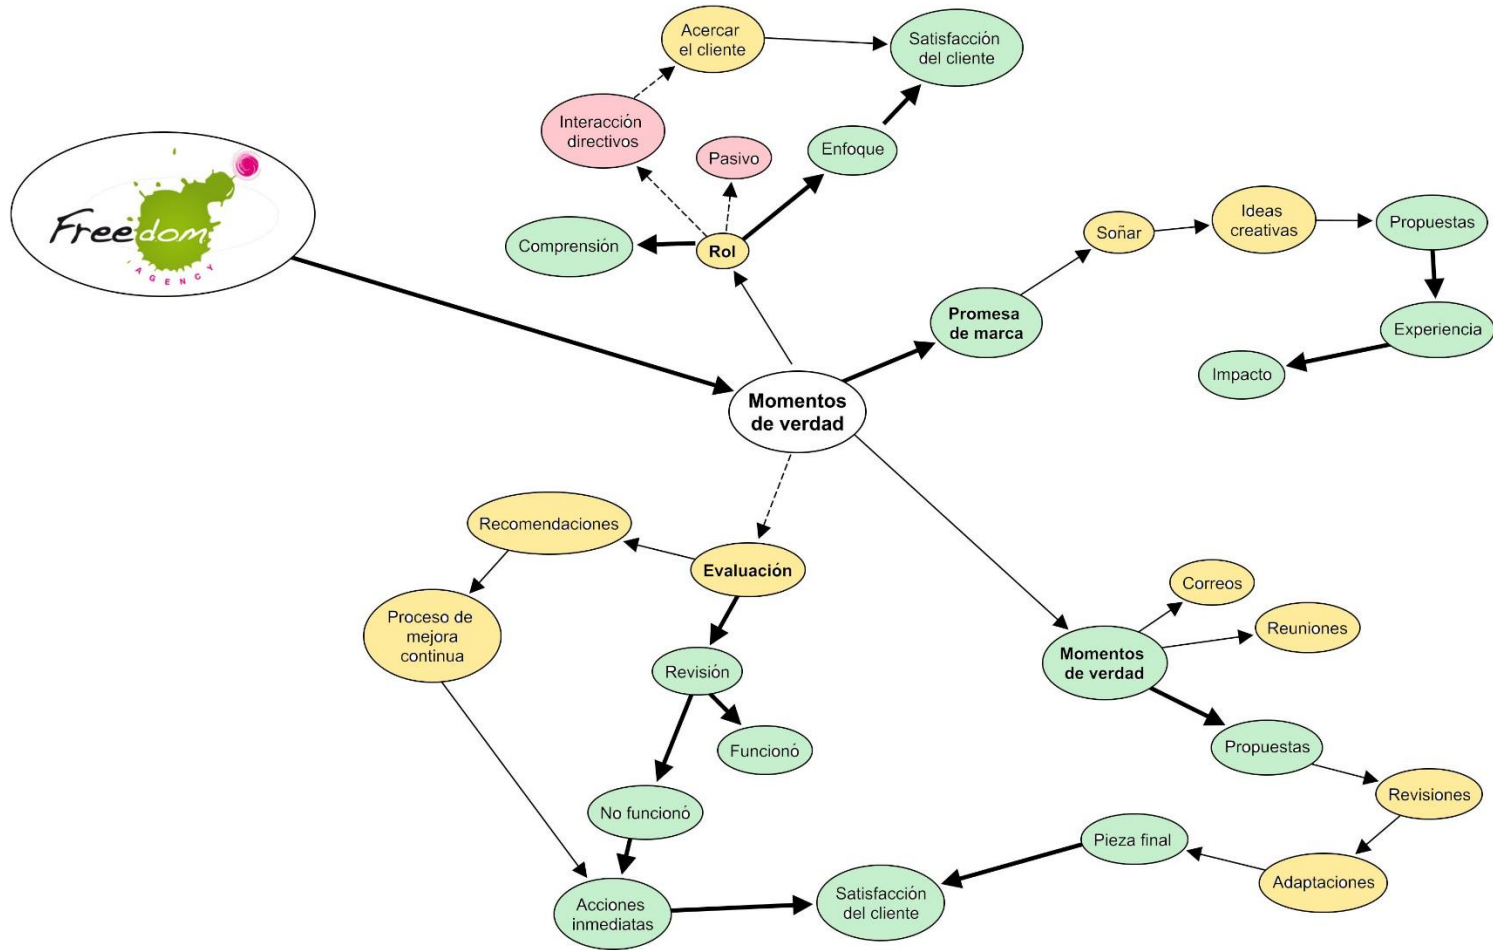 Acercar
el cliente
Satisfacción
del cliente
Interacción
directivos
Pasivo
Enfoque
Comprensión
Rol
Freedom
AGENCY
Soñar
Ideas
creativas
Propuestas
Promesa
de marca
Experiencia
Impacto
Momentos
de verdad
Recomendaciones
Evaluación
Proceso de
mejora
continua
Revisión
Funcionó
No funcionó
Acciones
inmediatas
Satisfacción
del cliente
Correos
Reuniones
Momentos
de verdad
Propuestas
Revisiones
Pieza final
Adaptaciones